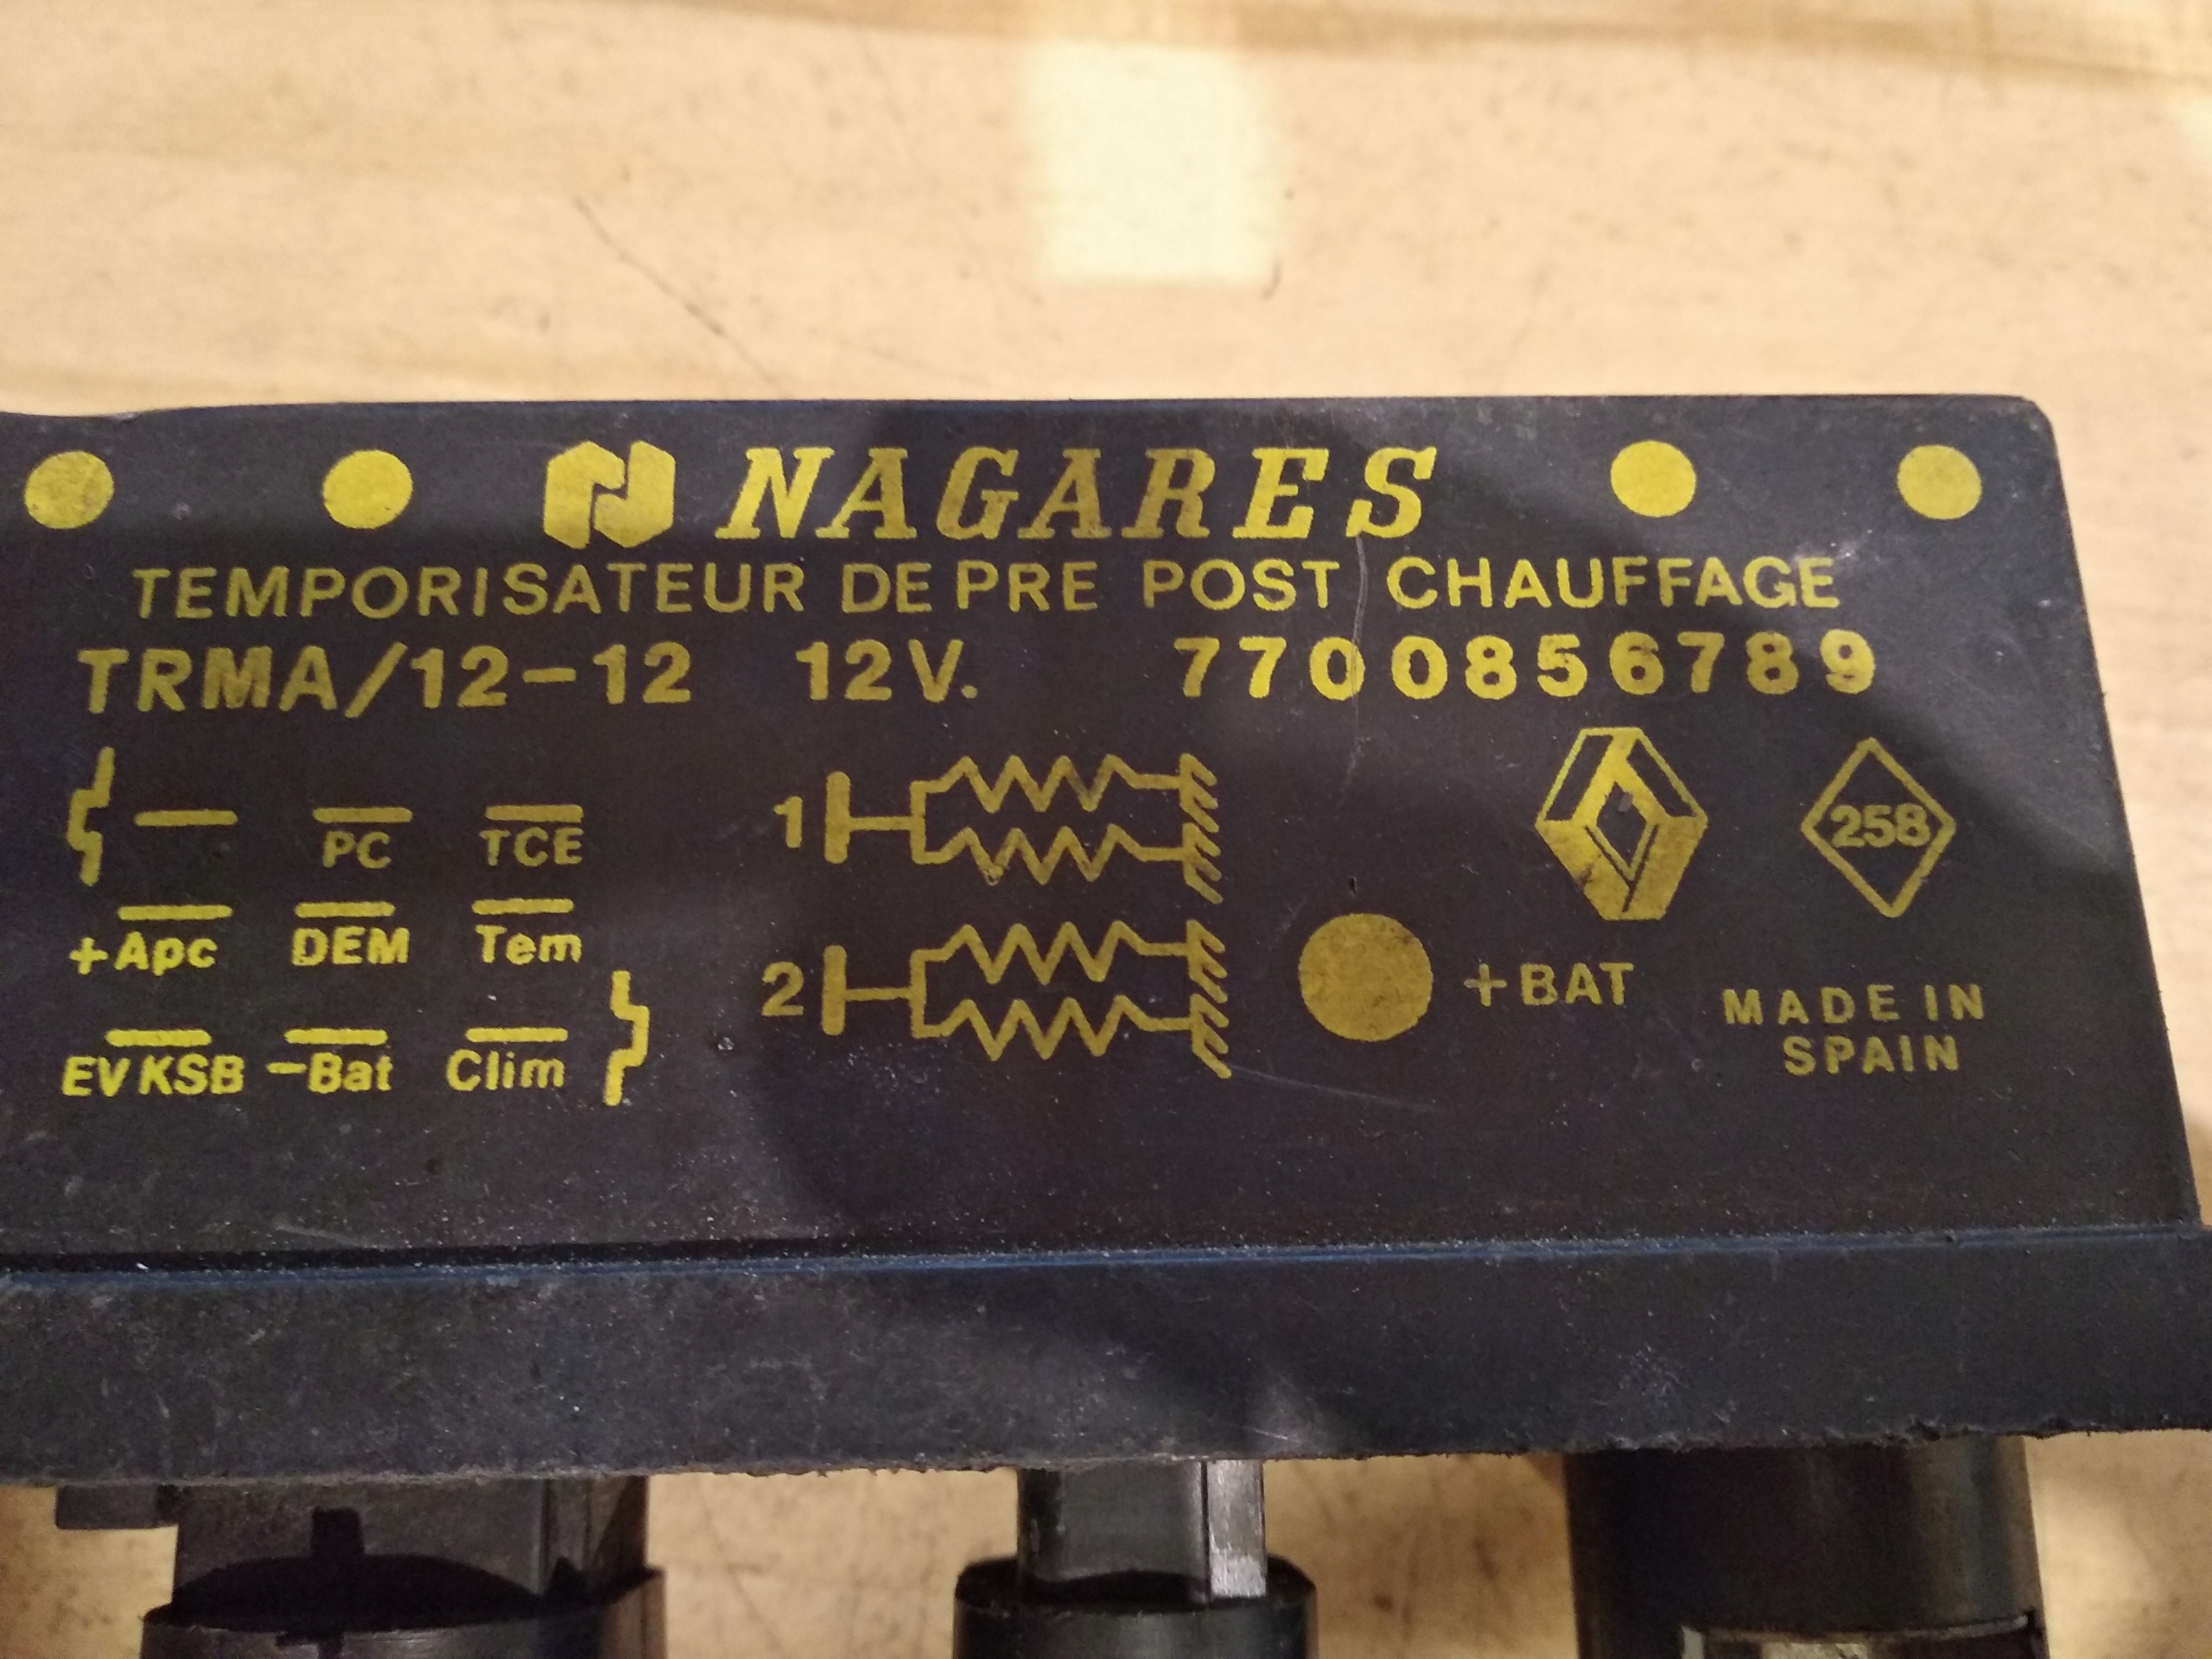 NAGARES
TEMPORISATEUR DE PRE POST CHAUFFAGE
TRMA/12-12 12V. 7700856789
PC TCE
+Apc DEM Tem
EV KSB -Bat Clim
1
2
+BAT
258
MADE IN
SPAIN